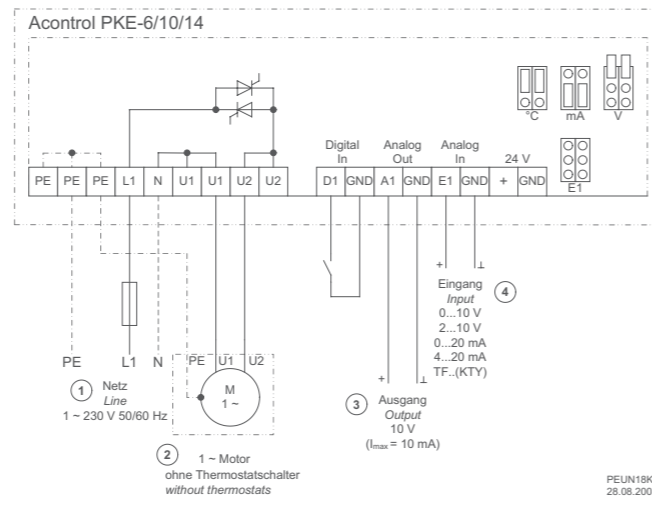 Acontrol PKE-6/10/14
°C mA V
Digital In
Analog Out
Analog In
24 V
PE PE PE L1 N U1 U1 U2 U2
D1 GND A1 GND E1 GND + GND
E1
+ ⊥
Eingang
Input
0...10 V
2...10 V
0...20 mA
4...20 mA
TF..(KTY)
4
PE L1 N
PE U1 U2
M
1 ~
1
Netz
Line
1 ~ 230 V 50/60 Hz
+ ⊥
3
Ausgang
Output
10 V
(Imax = 10 mA)
2
1 ~ Motor
ohne Thermostatschalter
without thermostats
PEUN18K
28.08.200